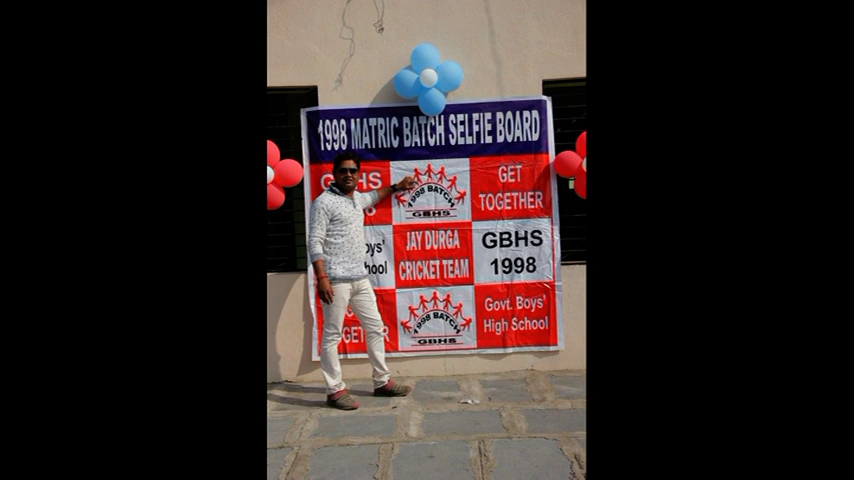 1998 MATRIC BATCH SELFIE BOARD
GBHS
1998 BATCH
GBHS
GET
TOGETHER
JAY DURGA
CRICKET TEAM
GBHS
1998
1998 BATCH
GBHS
Govt. Boys'
High School